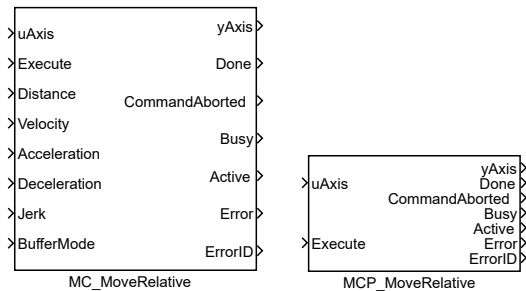 uAxis
Execute
Distance
Velocity
Acceleration
Deceleration
Jerk
BufferMode
yAxis
Done
CommandAborted
Busy
Active
Error
ErrorID
MC_MoveRelative
uAxis
Execute
yAxis
Done
CommandAborted
Busy
Active
Error
ErrorID
MCP_MoveRelative